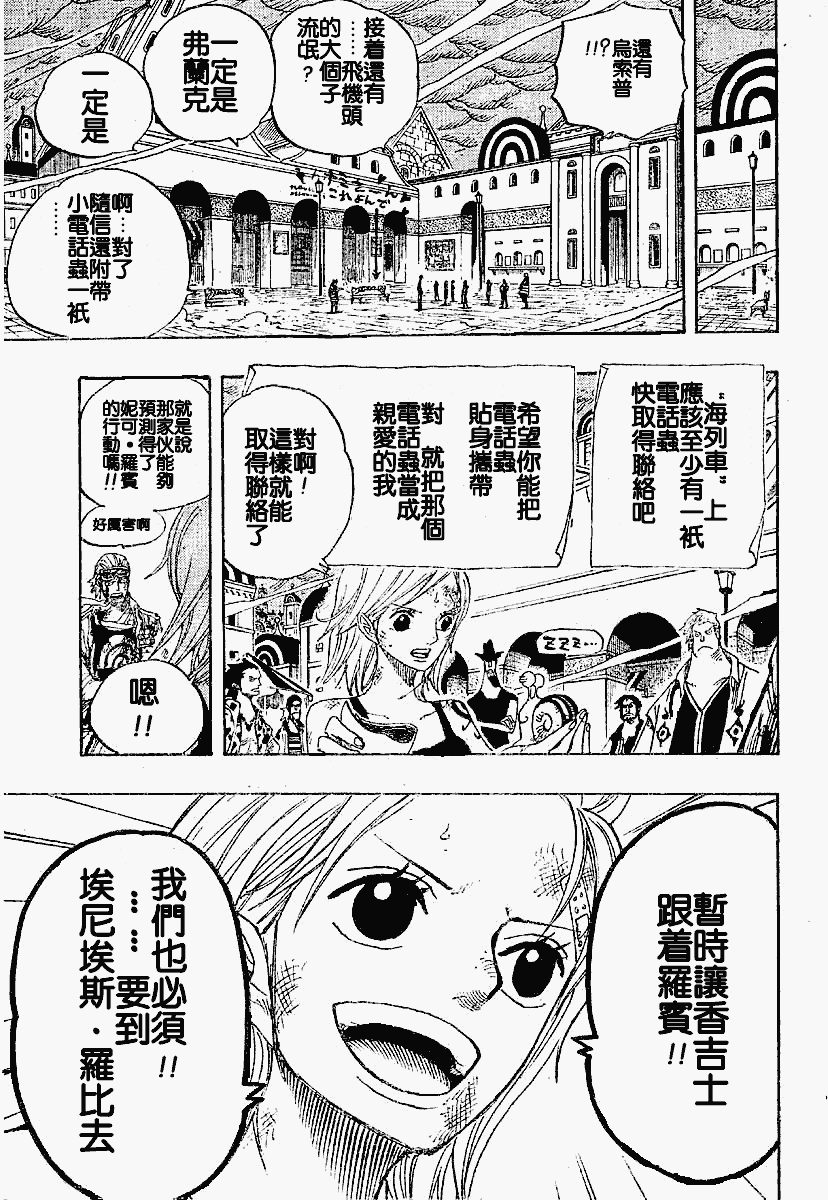 還有
烏索普
!!?
接着還有
的……飛機頭
的大個子
流氓?
一定是
弗蘭克
一定是
啊…對了
隨信還附帶
小電話蟲一衹
……
これよんで
“海列車”上
應該至少有一衹
電話蟲
快取得聯絡吧
希望你能把
電話蟲
貼身攜帶
對 就把那個
電話蟲當成
親愛的我
對啊!
這樣就能
取得聯絡了
ZZZ…
就是說
那家伙能夠
預測得了
妮可·羅賓
的行動嗎!!
好厲害啊
嗯!!
暫時讓香吉士
跟着羅賓!!
我們也必須!!
……要到
埃尼埃斯·羅比去